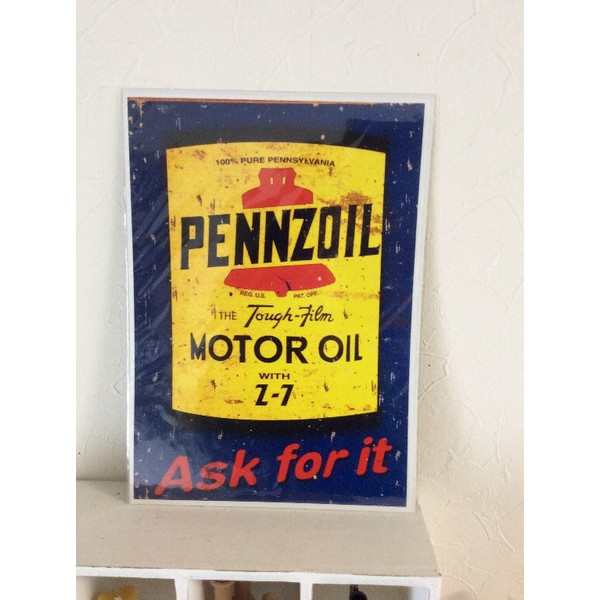 100% PURE PENNSYLVANIA
PENNZOIL
REG. U.S. PAT. OFF.
THE Tough-Film
MOTOR OIL
WITH
Z-7
Ask for it